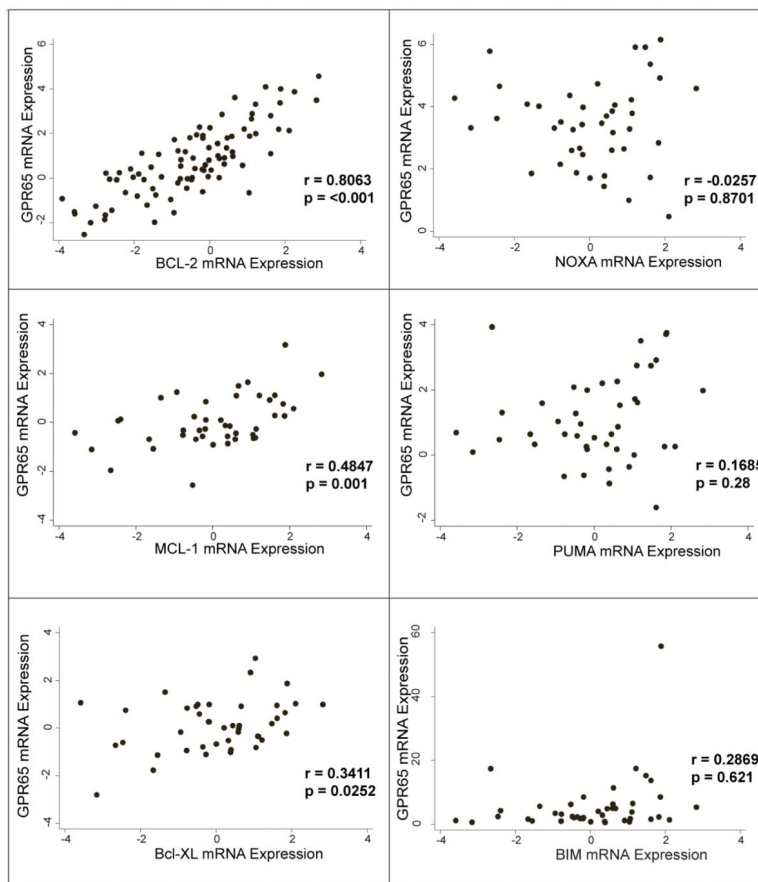 GPR65 mRNA Expression
6
4
2
0
-2
r = 0.8063
p = <0.001
-4 -2 0 2 4
BCL-2 mRNA Expression
GPR65 mRNA Expression
6
4
2
0
r = -0.0257
p = 0.8701
-4 -2 0 2 4
NOXA mRNA Expression
GPR65 mRNA Expression
4
2
0
-2
-4
r = 0.4847
p = 0.001
-4 -2 0 2 4
MCL-1 mRNA Expression
GPR65 mRNA Expression
4
2
0
-2
r = 0.1685
p = 0.28
-4 -2 0 2 4
PUMA mRNA Expression
GPR65 mRNA Expression
4
2
0
-2
-4
r = 0.3411
p = 0.0252
-4 -2 0 2 4
Bcl-XL mRNA Expression
GPR65 mRNA Expression
60
40
20
0
r = 0.2869
p = 0.621
-4 -2 0 2 4
BIM mRNA Expression